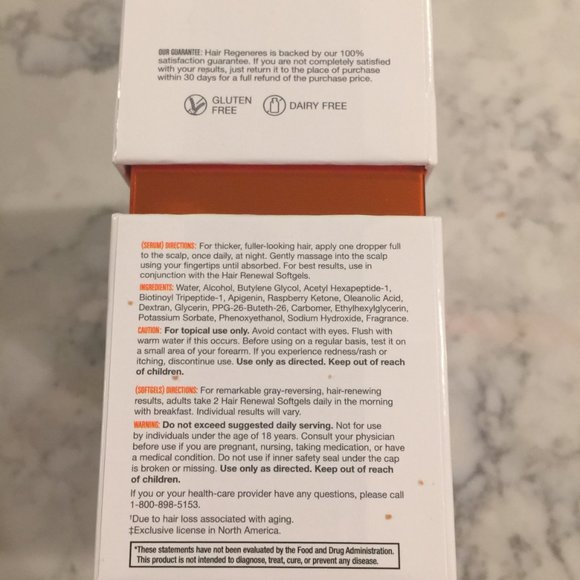 OUR GUARANTEE: Hair Regeneres is backed by our 100%
satisfaction guarantee. If you are not completely satisfied
with your results, just return it to the place of purchase
within 30 days for a full refund of the purchase price.
GLUTEN
FREE
DAIRY FREE
(SERUM) DIRECTIONS: For thicker, fuller-looking hair, apply one dropper full
to the scalp, once daily, at night. Gently massage into the scalp
using your fingertips until absorbed. For best results, use in
conjunction with the Hair Renewal Softgels.
INGREDIENTS: Water, Alcohol, Butylene Glycol, Acetyl Hexapeptide-1,
Biotinoyl Tripeptide-1, Apigenin, Raspberry Ketone, Oleanolic Acid,
Dextran, Glycerin, PPG-26-Buteth-26, Carbomer, Ethylhexylglycerin,
Potassium Sorbate, Phenoxyethanol, Sodium Hydroxide, Fragrance.
CAUTION: For topical use only. Avoid contact with eyes. Flush with
warm water if this occurs. Before using on a regular basis, test it on
a small area of your forearm. If you experience redness/rash or
itching, discontinue use. Use only as directed. Keep out of reach
of children.
(SOFTGELS) DIRECTIONS: For remarkable gray-reversing, hair-renewing
results, adults take 2 Hair Renewal Softgels daily in the morning
with breakfast. Individual results will vary.
WARNING: Do not exceed suggested daily serving. Not for use
by individuals under the age of 18 years. Consult your physician
before use if you are pregnant, nursing, taking medication, or have
a medical condition. Do not use if inner safety seal under the cap
is broken or missing. Use only as directed. Keep out of reach
of children.
If you or your health-care provider have any questions, please call
1-800-898-5153.
†Due to hair loss associated with aging.
‡Exclusive license in North America.
*These statements have not been evaluated by the Food and Drug Administration.
This product is not intended to diagnose, treat, cure, or prevent any disease.